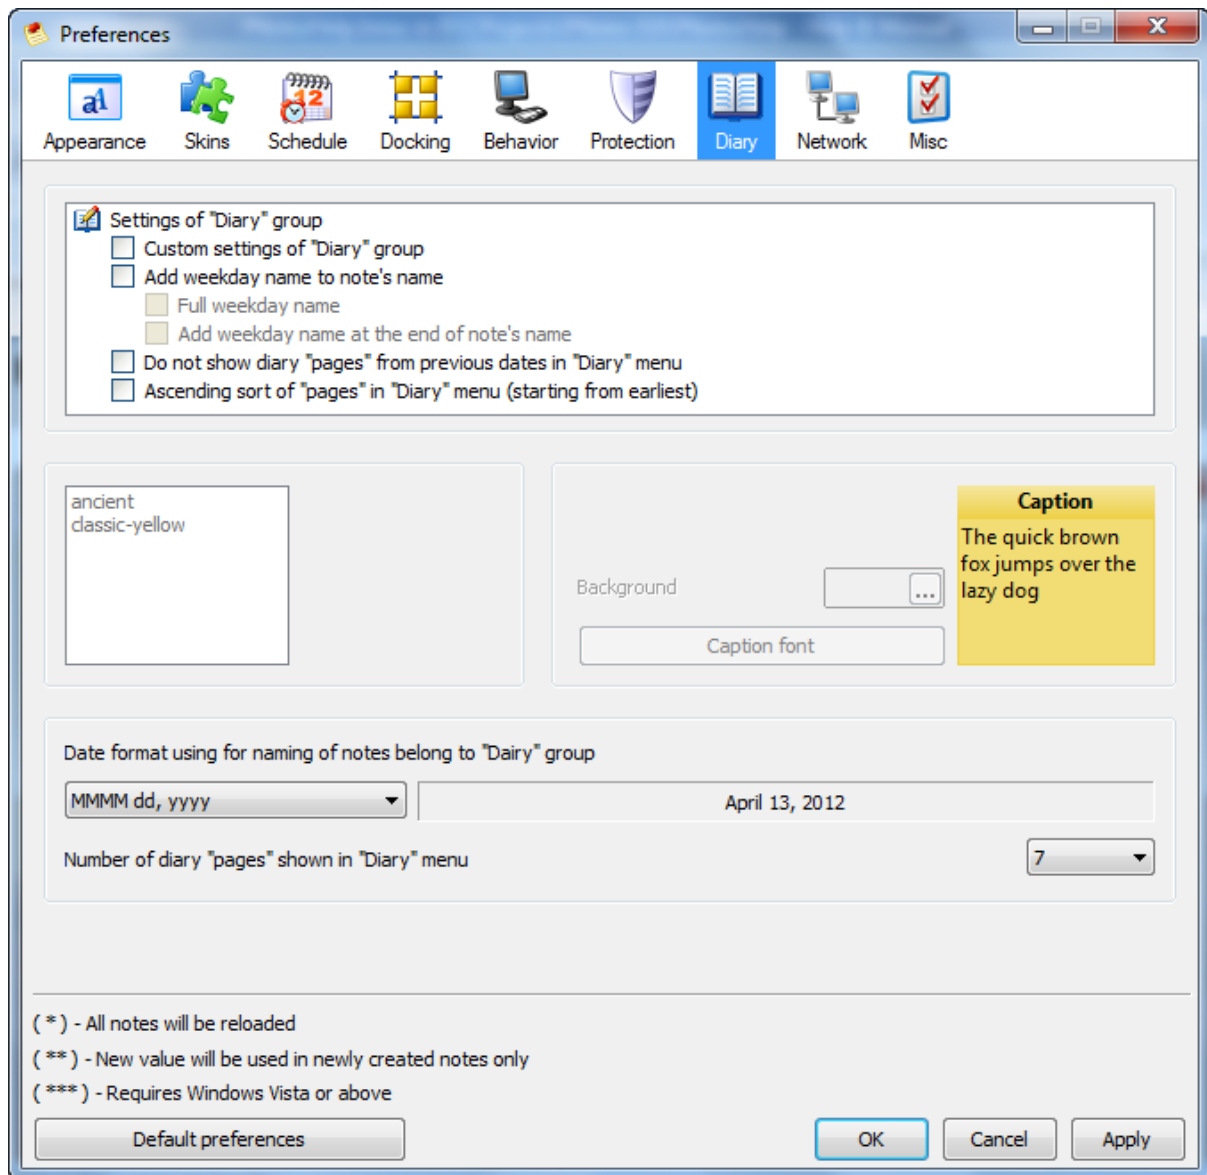 Preferences
Appearance Skins Schedule Docking Behavior Protection Diary Network Misc
Settings of "Diary" group
Custom settings of "Diary" group
Add weekday name to note's name
Full weekday name
Add weekday name at the end of note's name
Do not show diary "pages" from previous dates in "Diary" menu
Ascending sort of "pages" in "Diary" menu (starting from earliest)
ancient
classic-yellow
Background
...
Caption font
Caption
The quick brown
fox jumps over the
lazy dog
Date format using for naming of notes belong to "Dairy" group
MMMM dd, yyyy
April 13, 2012
Number of diary "pages" shown in "Diary" menu
7
( * ) - All notes will be reloaded
( ** ) - New value will be used in newly created notes only
( *** ) - Requires Windows Vista or above
Default preferences
OK
Cancel
Apply